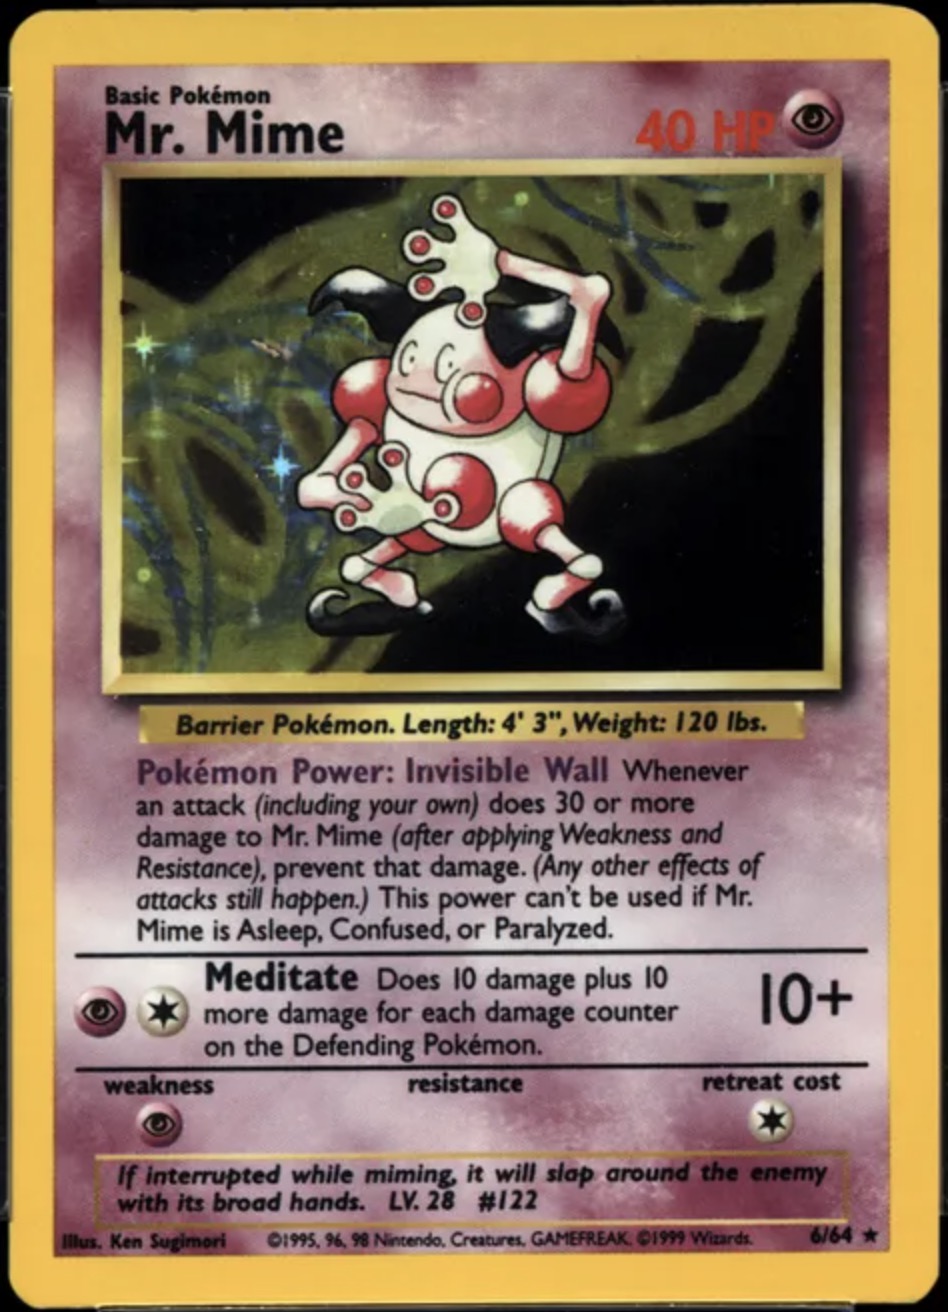 Basic Pokémon
Mr. Mime
40 HP
Barrier Pokémon. Length: 4' 3", Weight: 120 lbs.
Pokémon Power: Invisible Wall Whenever
an attack (including your own) does 30 or more
damage to Mr. Mime (after applying Weakness and
Resistance), prevent that damage. (Any other effects of
attacks still happen.) This power can't be used if Mr.
Mime is Asleep, Confused, or Paralyzed.
Meditate Does 10 damage plus 10
more damage for each damage counter
on the Defending Pokémon.
10+
weakness resistance retreat cost
If interrupted while miming, it will slap around the enemy
with its broad hands. LV. 28 #122
Illus. Ken Sugimori ©1995, 96, 98 Nintendo, Creatures, GAMEFREAK. ©1999 Wizards. 6/64 ★